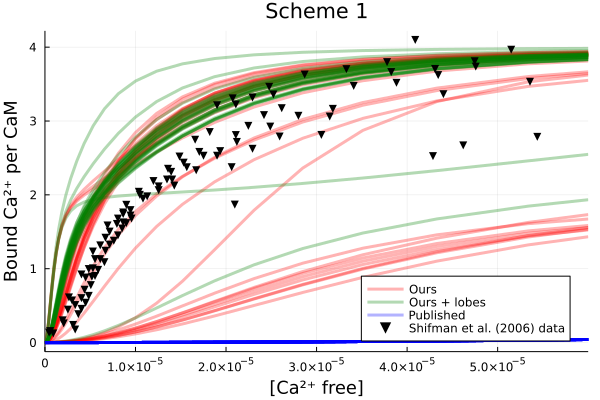 Scheme 1
Bound Ca²⁺ per CaM
4
3
2
1
0
Ours
Ours + lobes
Published
Shifman et al. (2006) data
0
1.0×10⁻⁵
2.0×10⁻⁵
3.0×10⁻⁵
4.0×10⁻⁵
5.0×10⁻⁵
[Ca²⁺ free]